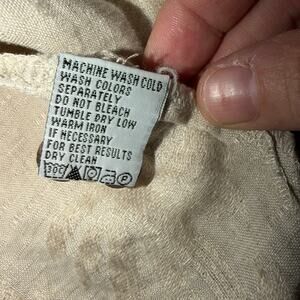 MACHINE WASH COLD
WASH COLORS
SEPARATELY
DO NOT BLEACH
TUMBLE DRY LOW
WARM IRON
IF NECESSARY
FOR BEST RESULTS
DRY CLEAN
30C P